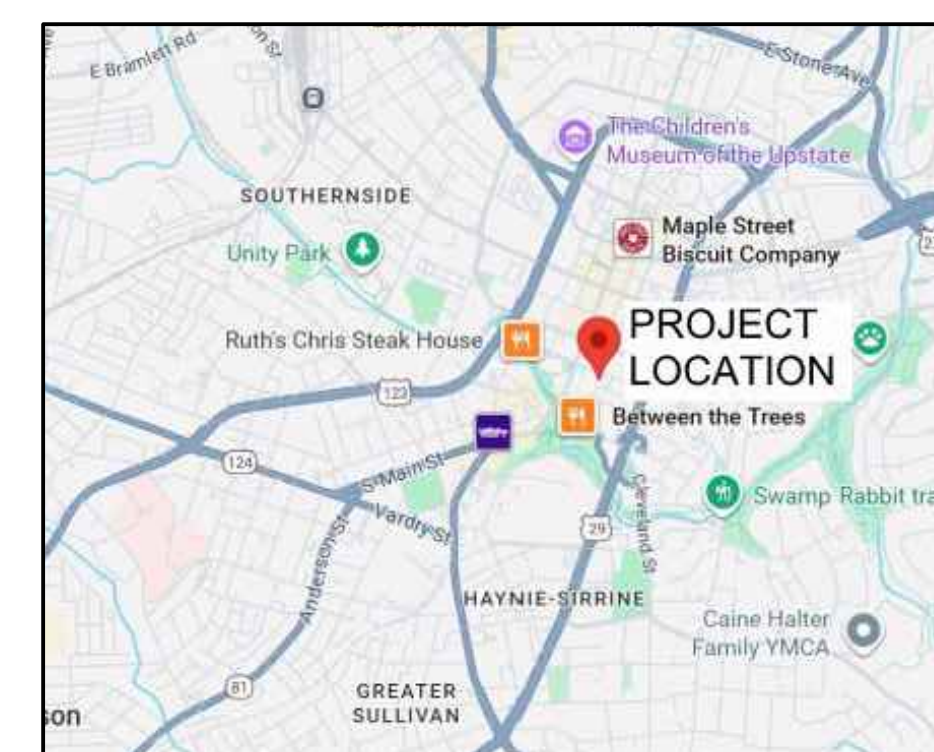 E Bramlett Rd
E Stone Ave
The Children's
Museum of the Upstate
SOUTHERNSIDE
Maple Street
Biscuit Company
Unity Park
PROJECT
LOCATION
Ruth's Chris Steak House
123
Between the Trees
124
S Main St
Vardry St
Swamp Rabbit tra
Cleveland St
29
Anderson St
HAYNIE-SIRRINE
Caine Halter
Family YMCA
81
GREATER
SULLIVAN
son